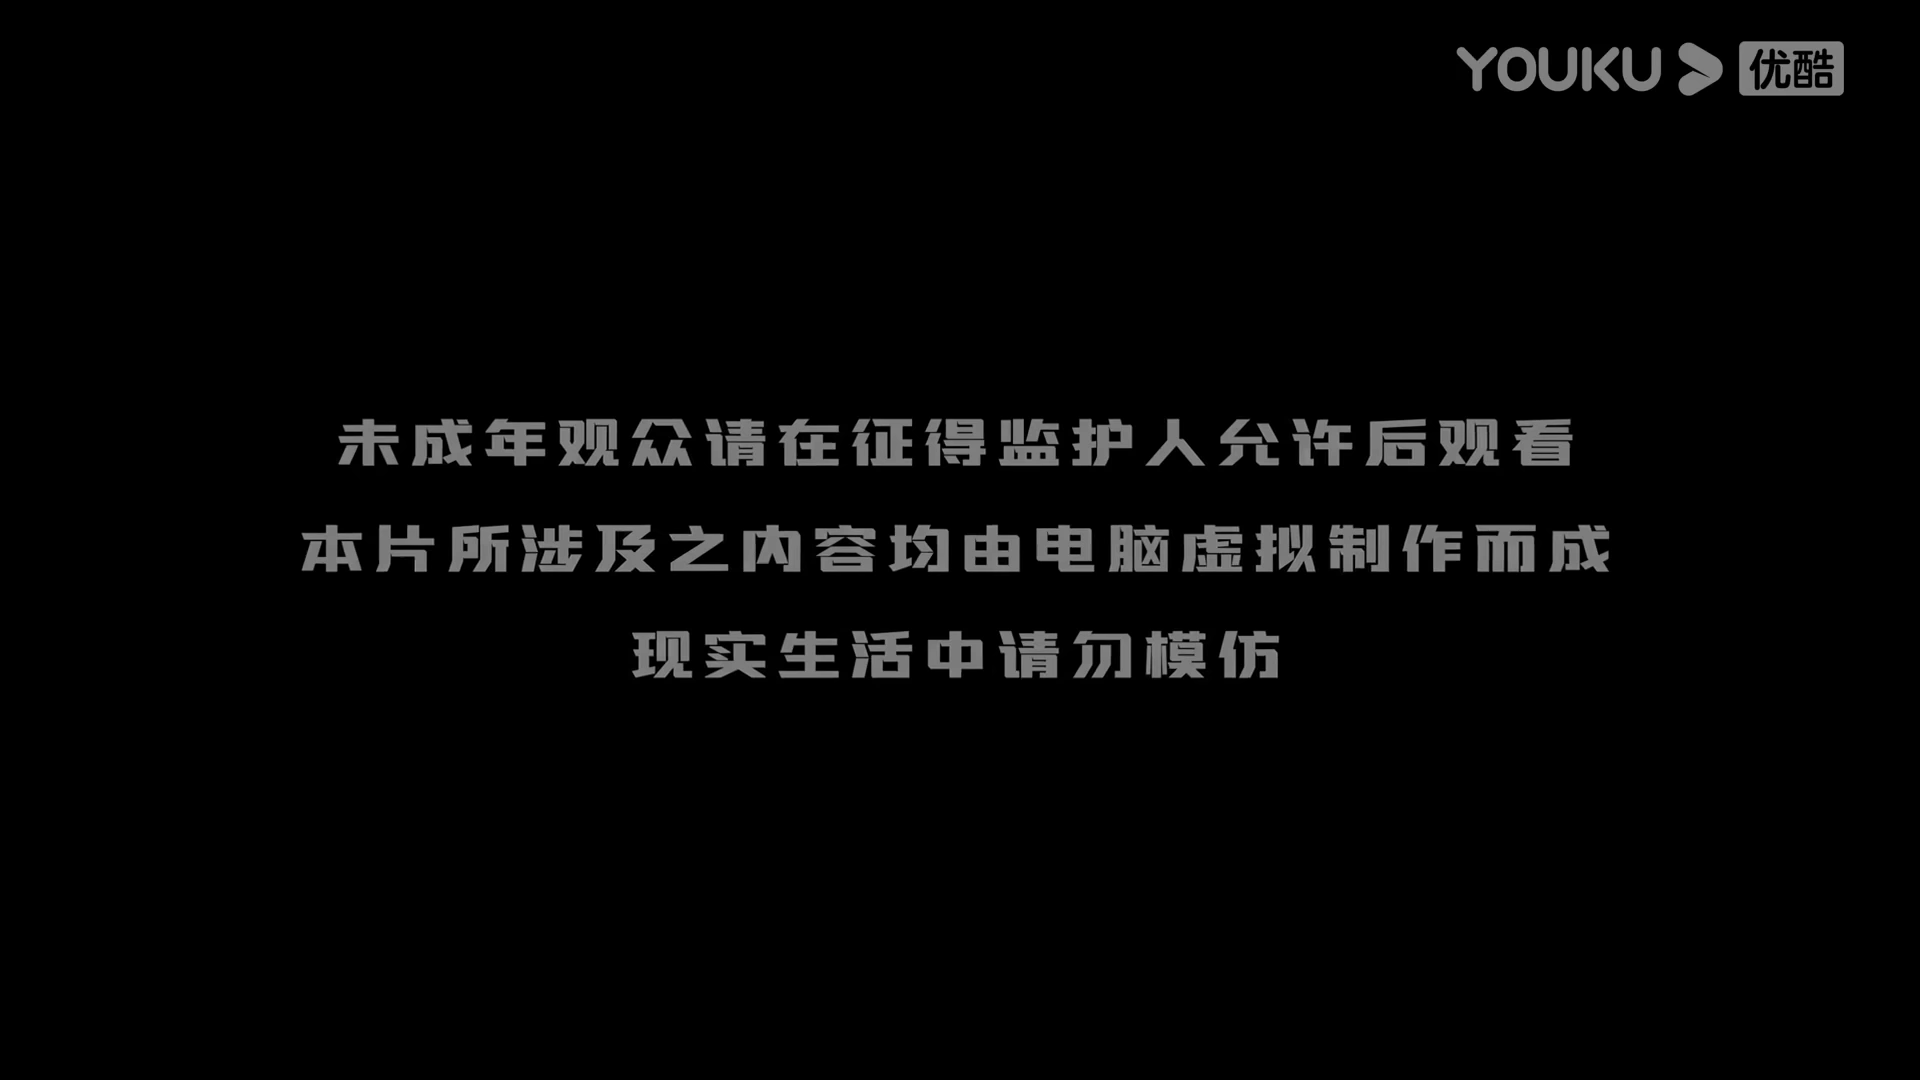 YOUKU 优酷
未成年观众请在征得监护人允许后观看
本片所涉及之内容均由电脑虚拟制作而成
现实生活中请勿模仿